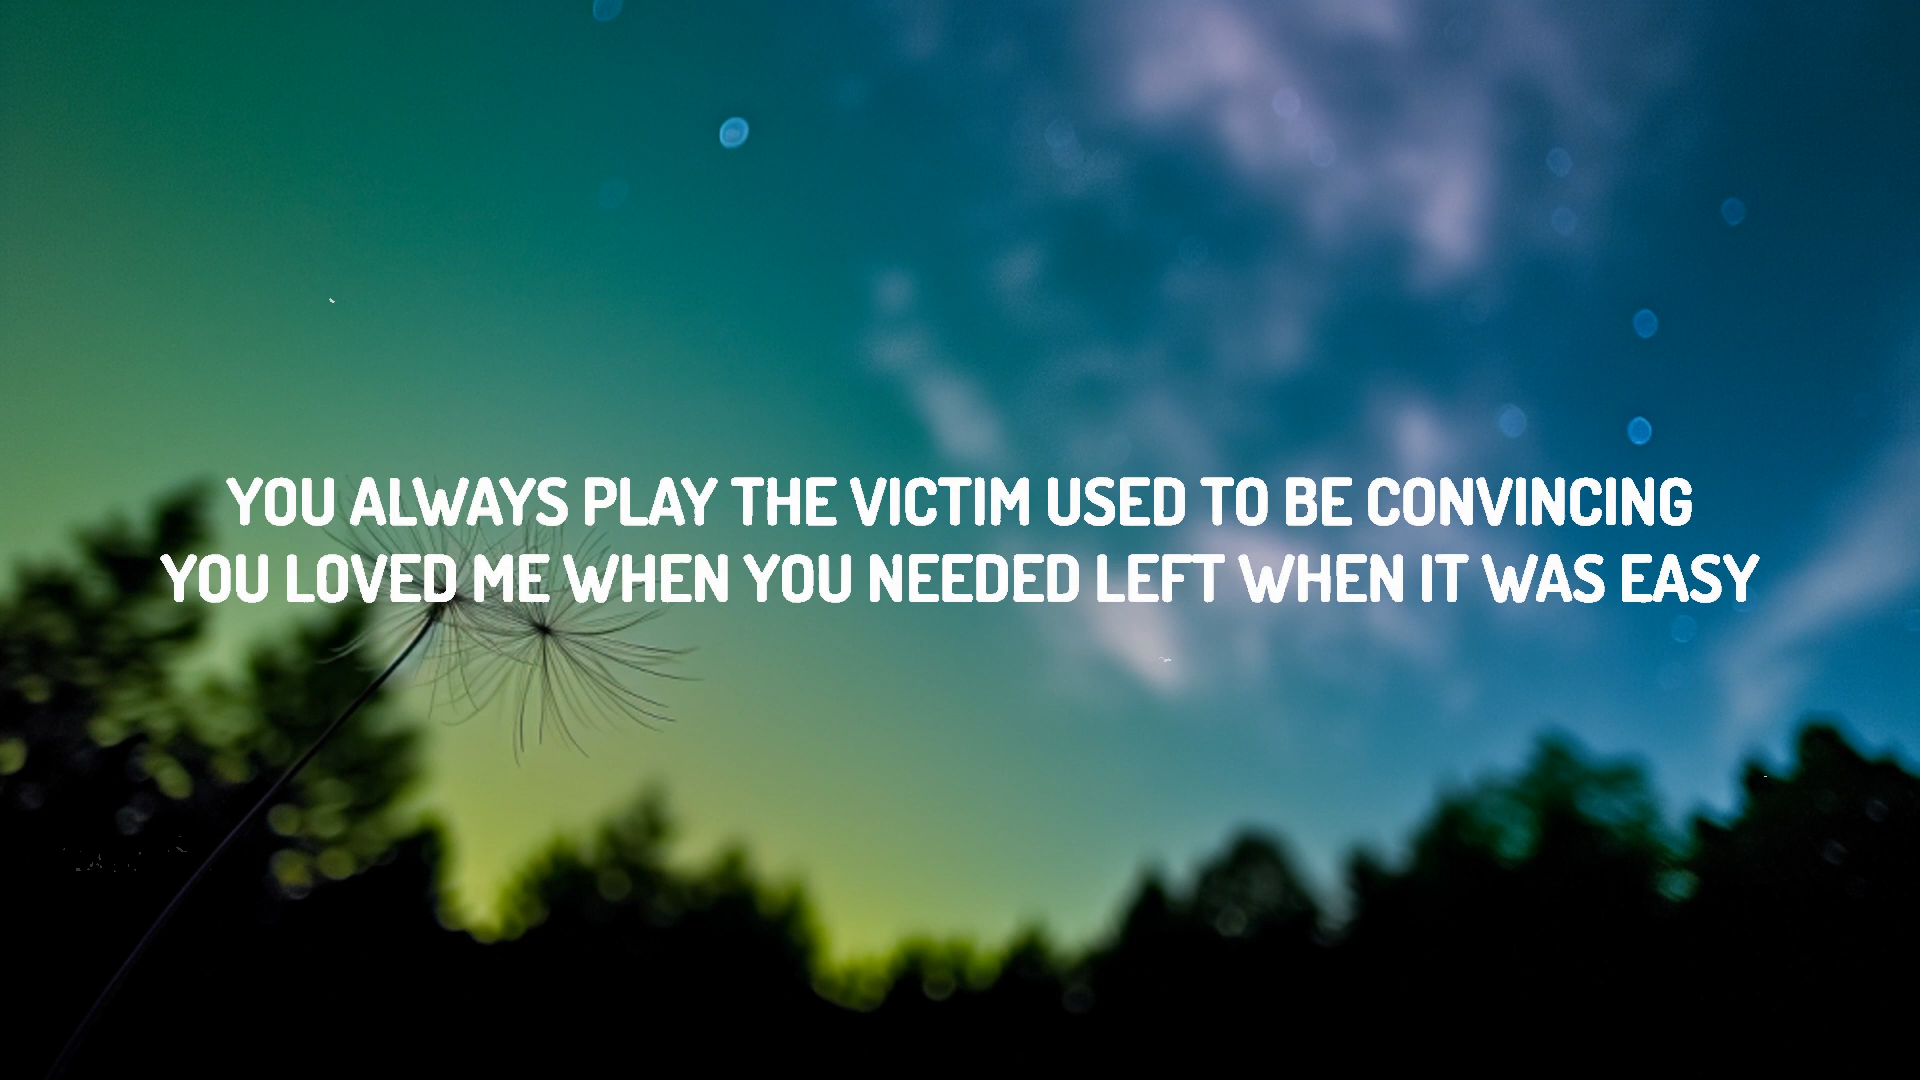 YOU ALWAYS PLAY THE VICTIM USED TO BE CONVINCING
YOU LOVED ME WHEN YOU NEEDED LEFT WHEN IT WAS EASY